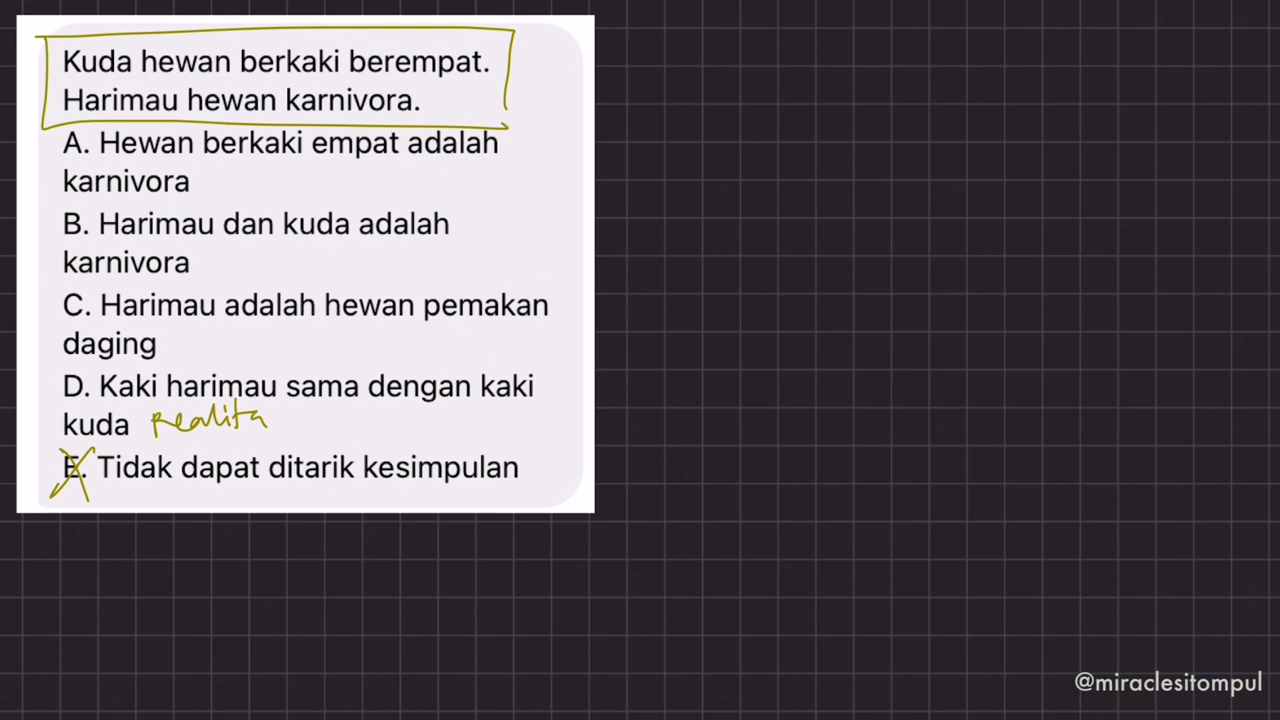 Kuda hewan berkaki berempat.
Harimau hewan karnivora.
A. Hewan berkaki empat adalah
karnivora
B. Harimau dan kuda adalah
karnivora
C. Harimau adalah hewan pemakan
daging
D. Kaki harimau sama dengan kaki
kuda realita
E. Tidak dapat ditarik kesimpulan
@miraclesitompul